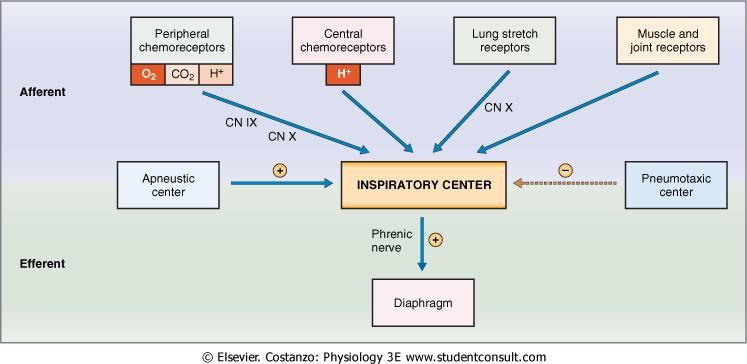 Peripheral
chemoreceptors
O₂ CO₂ H⁺
Central
chemoreceptors
H⁺
Lung stretch
receptors
Muscle and
joint receptors
Afferent
CN IX
CN X
CN X
Apneustic
center
+
INSPIRATORY CENTER
−
Pneumotaxic
center
Phrenic
nerve
+
Efferent
Diaphragm
© Elsevier. Costanzo: Physiology 3E www.studentconsult.com